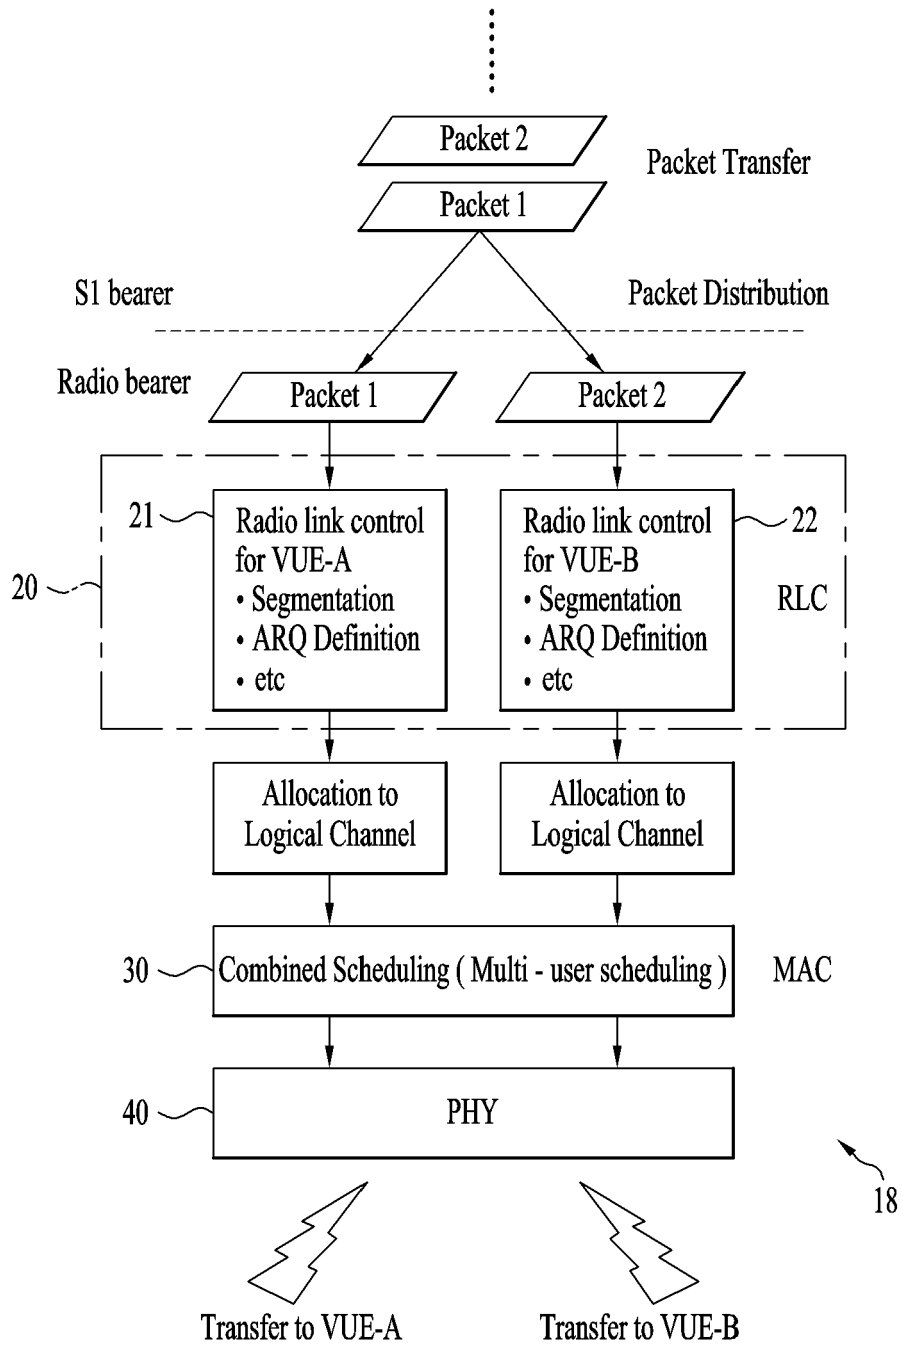 Packet 2
Packet Transfer
Packet 1
S1 bearer
Packet Distribution
Radio bearer
Packet 1
Packet 2
21
Radio link control
for VUE-A
• Segmentation
• ARQ Definition
• etc
Radio link control
for VUE-B
• Segmentation
• ARQ Definition
• etc
22
20
RLC
Allocation to
Logical Channel
Allocation to
Logical Channel
30
Combined Scheduling ( Multi - user scheduling )
MAC
40
PHY
18
Transfer to VUE-A
Transfer to VUE-B